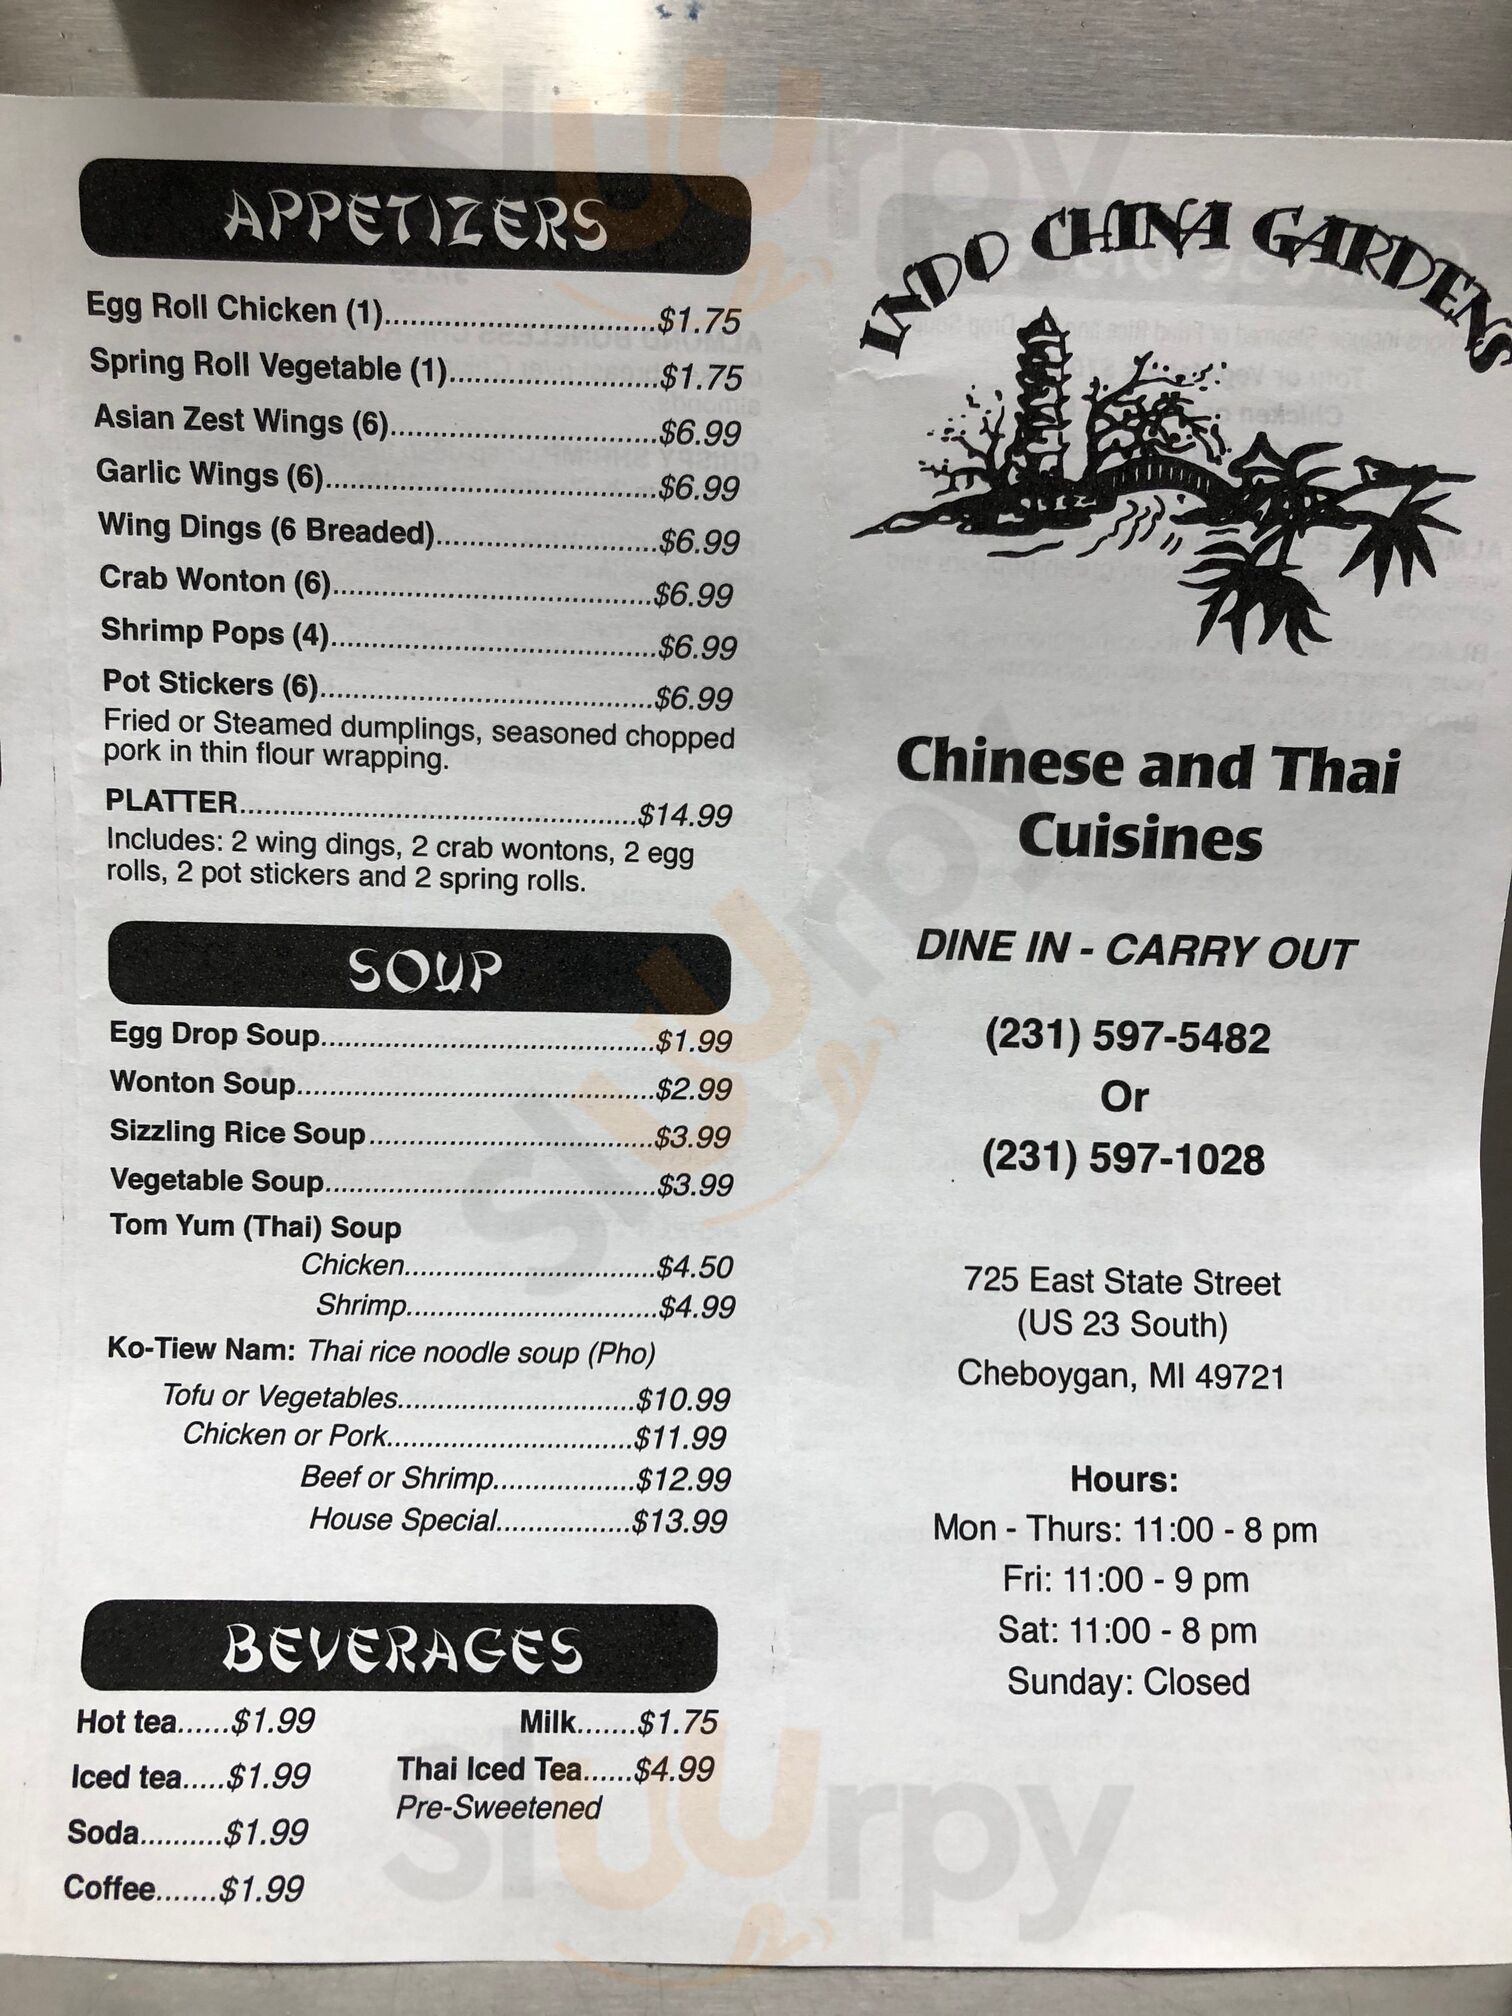 APPETIZERS
Egg Roll Chicken (1)................................$1.75
Spring Roll Vegetable (1).........................$1.75
Asian Zest Wings (6)................................$6.99
Garlic Wings (6).......................................$6.99
Wing Dings (6 Breaded)..........................$6.99
Crab Wonton (6)......................................$6.99
Shrimp Pops (4).......................................$6.99
Pot Stickers (6)........................................$6.99
Fried or Steamed dumplings, seasoned chopped
pork in thin flour wrapping.
PLATTER...............................................$14.99
Includes: 2 wing dings, 2 crab wontons, 2 egg
rolls, 2 pot stickers and 2 spring rolls.
SOUP
Egg Drop Soup........................................$1.99
Wonton Soup...........................................$2.99
Sizzling Rice Soup..................................$3.99
Vegetable Soup.......................................$3.99
Tom Yum (Thai) Soup
Chicken..............................$4.50
Shrimp..............................$4.99
Ko-Tiew Nam: Thai rice noodle soup (Pho)
Tofu or Vegetables............................$10.99
Chicken or Pork.............................$11.99
Beef or Shrimp.................$12.99
House Special................$13.99
BEVERAGES
Hot tea......$1.99
Iced tea.....$1.99
Soda..........$1.99
Coffee.......$1.99
Milk.......$1.75
Thai Iced Tea......$4.99
Pre-Sweetened
INDO CHINA GARDENS
Chinese and Thai
Cuisines
DINE IN - CARRY OUT
(231) 597-5482
Or
(231) 597-1028
725 East State Street
(US 23 South)
Cheboygan, MI 49721
Hours:
Mon - Thurs: 11:00 - 8 pm
Fri: 11:00 - 9 pm
Sat: 11:00 - 8 pm
Sunday: Closed
sluurpy
sluurpy
sluurpy